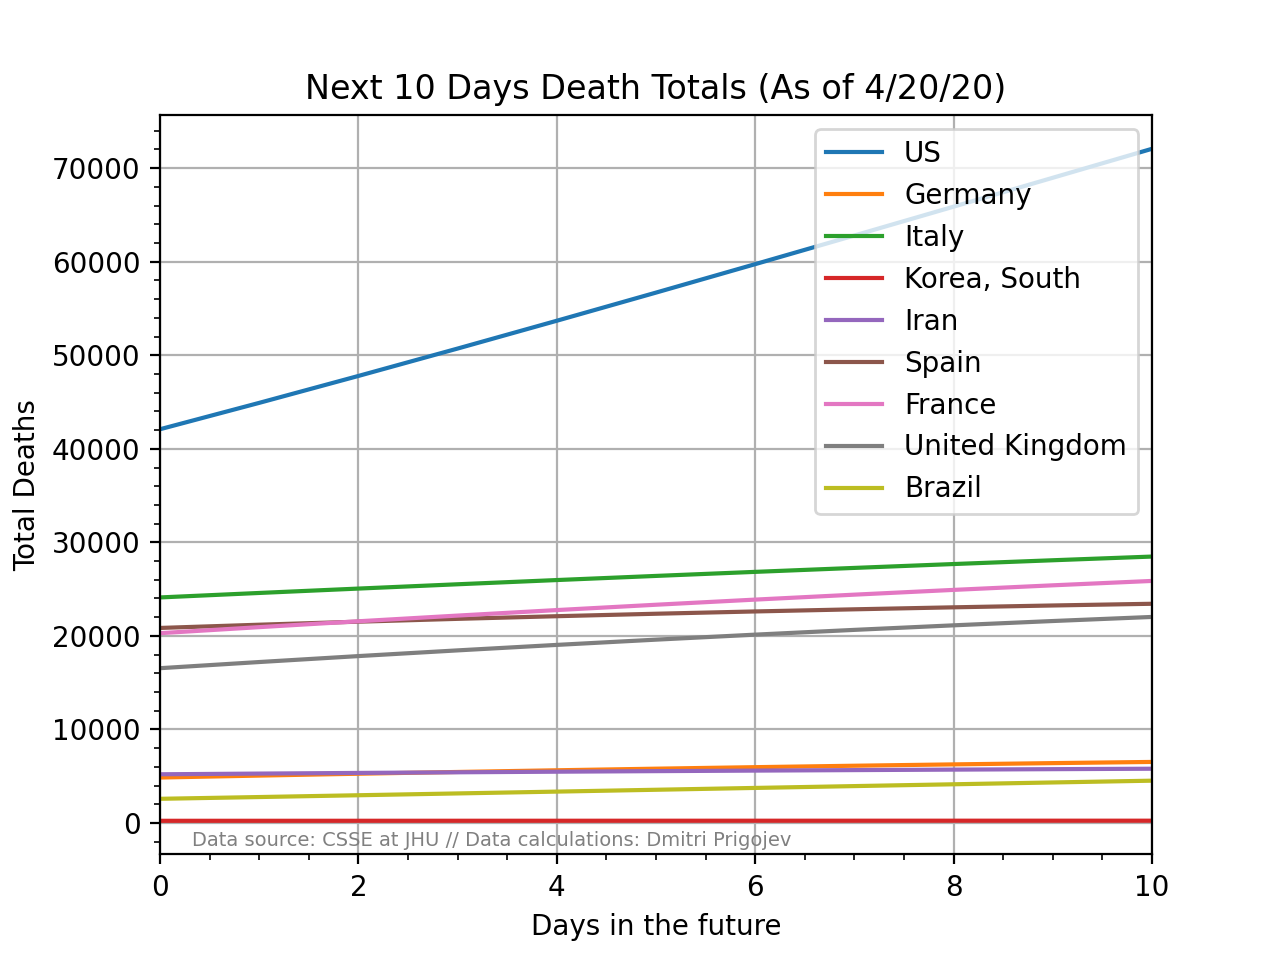 Next 10 Days Death Totals (As of 4/20/20)
Total Deaths
70000
60000
50000
40000
30000
20000
10000
0
US
Germany
Italy
Korea, South
Iran
Spain
France
United Kingdom
Brazil
Data source: CSSE at JHU // Data calculations: Dmitri Prigojev
0 2 4 6 8 10
Days in the future